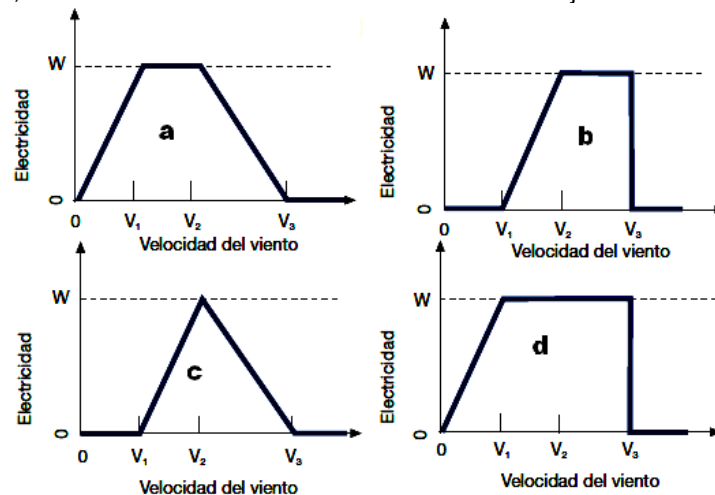 W
Electricidad
a
0
0
V₁
V₂
V₃
Velocidad del viento
W
Electricidad
b
0
0
V₁
V₂
V₃
Velocidad del viento
W
Electricidad
c
0
0
V₁
V₂
V₃
Velocidad del viento
W
Electricidad
d
0
0
V₁
V₂
V₃
Velocidad del viento